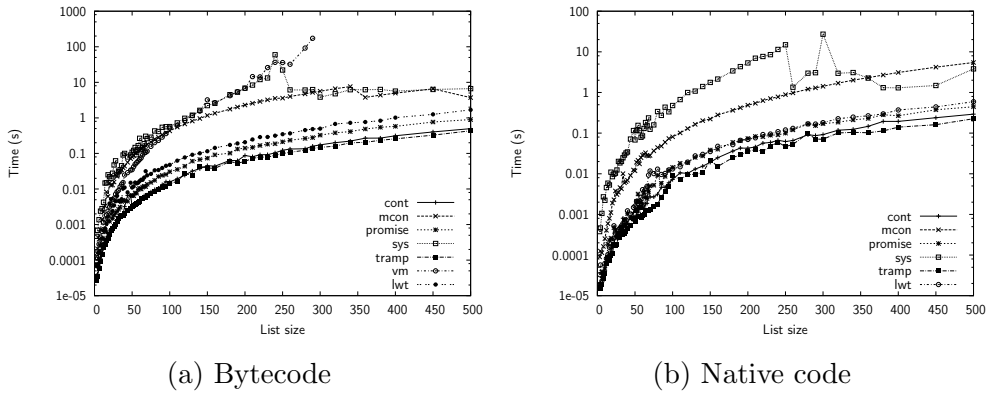 1000
100
10
1
0.1
0.01
0.001
0.0001
1e-05
Time (s)
0 50 100 150 200 250 300 350 400 450 500
List size
cont
mcon
promise
sys
tramp
vm
lwt
(a) Bytecode
100
10
1
0.1
0.01
0.001
0.0001
1e-05
Time (s)
0 50 100 150 200 250 300 350 400 450 500
List size
cont
mcon
promise
sys
tramp
lwt
(b) Native code